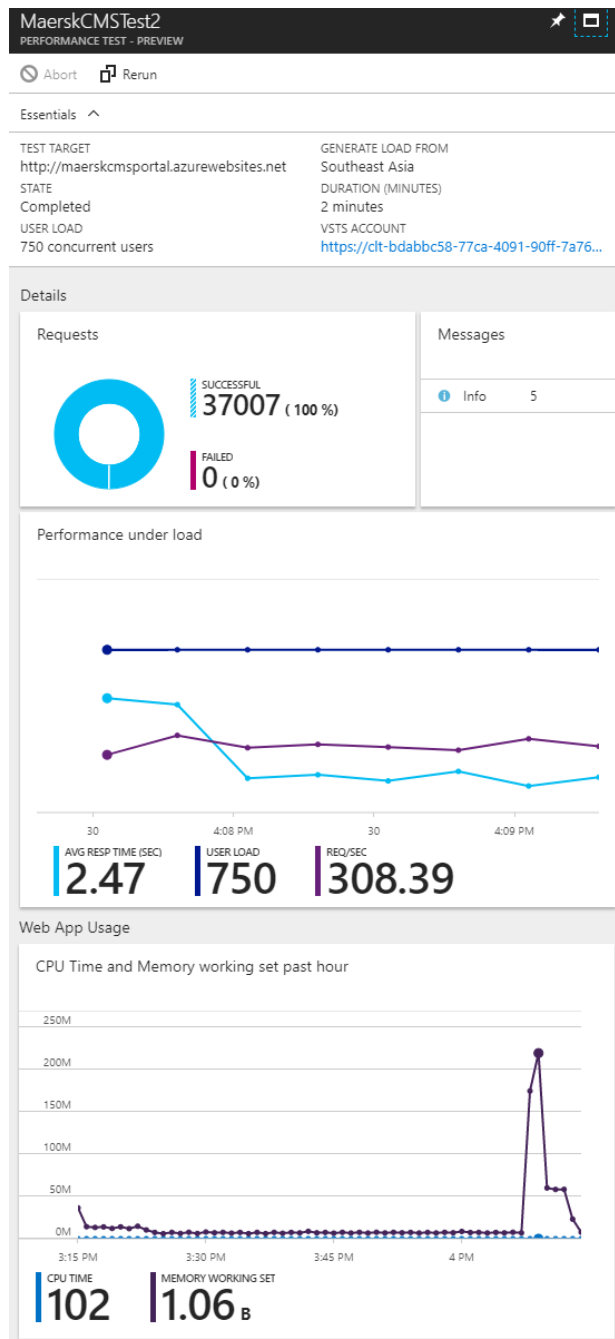 MaerskCMSTest2
PERFORMANCE TEST - PREVIEW
Abort Rerun
Essentials
TEST TARGET
http://maerskcmsportal.azurewebsites.net
STATE
Completed
USER LOAD
750 concurrent users
GENERATE LOAD FROM
Southeast Asia
DURATION (MINUTES)
2 minutes
VSTS ACCOUNT
https://clt-bdabbc58-77ca-4091-90ff-7a76...
Details
Requests
SUCCESSFUL
37007 ( 100 %)
FAILED
0 ( 0 %)
Messages
Info 5
Performance under load
30 4:08 PM 30 4:09 PM
AVG RESP TIME (SEC)
2.47
USER LOAD
750
REQ/SEC
308.39
Web App Usage
CPU Time and Memory working set past hour
250M
200M
150M
100M
50M
0M
3:15 PM 3:30 PM 3:45 PM 4 PM
CPU TIME
102
MEMORY WORKING SET
1.06 B